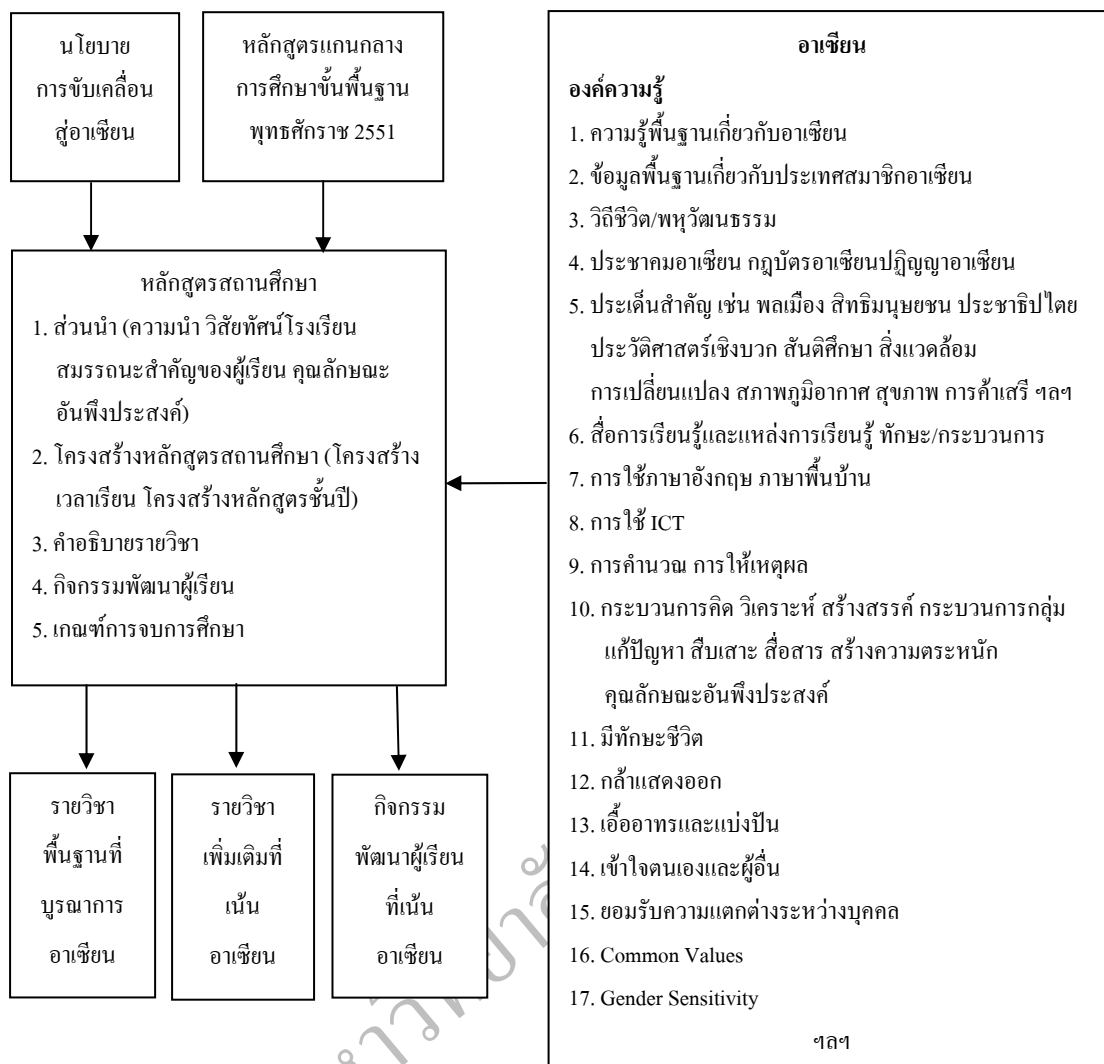 นโยบาย
การขับเคลื่อน
สู่อาเซียน
หลักสูตรแกนกลาง
การศึกษาขั้นพื้นฐาน
พุทธศักราช 2551
หลักสูตรสถานศึกษา
1. ส่วนนำ (ความนำ วิสัยทัศน์โรงเรียน
สมรรถนะสำคัญของผู้เรียน คุณลักษณะ
อันพึงประสงค์)
2. โครงสร้างหลักสูตรสถานศึกษา (โครงสร้าง
เวลาเรียน โครงสร้างหลักสูตรชั้นปี)
3. คำอธิบายรายวิชา
4. กิจกรรมพัฒนาผู้เรียน
5. เกณฑ์การจบการศึกษา
รายวิชา
พื้นฐานที่
บูรณาการ
อาเซียน
รายวิชา
เพิ่มเติมที่
เน้น
อาเซียน
กิจกรรม
พัฒนาผู้เรียน
ที่เน้น
อาเซียน
อาเซียน
องค์ความรู้
1. ความรู้พื้นฐานเกี่ยวกับอาเซียน
2. ข้อมูลพื้นฐานเกี่ยวกับประเทศสมาชิกอาเซียน
3. วิถีชีวิต/พหุวัฒนธรรม
4. ประชาคมอาเซียน กฎบัตรอาเซียนปฏิญญาอาเซียน
5. ประเด็นสำคัญ เช่น พลเมือง สิทธิมนุษยชน ประชาธิปไตย
ประวัติศาสตร์เชิงบวก สันติศึกษา สิ่งแวดล้อม
การเปลี่ยนแปลง สภาพภูมิอากาศ สุขภาพ การค้าเสรี ฯลฯ
6. สื่อการเรียนรู้และแหล่งการเรียนรู้ ทักษะ/กระบวนการ
7. การใช้ภาษาอังกฤษ ภาษาพื้นบ้าน
8. การใช้ ICT
9. การคำนวณ การให้เหตุผล
10. กระบวนการคิด วิเคราะห์ สร้างสรรค์ กระบวนการกลุ่ม
แก้ปัญหา สืบเสาะ สื่อสาร สร้างความตระหนัก
คุณลักษณะอันพึงประสงค์
11. มีทักษะชีวิต
12. กล้าแสดงออก
13. เอื้ออาทรและแบ่งปัน
14. เข้าใจตนเองและผู้อื่น
15. ยอมรับความแตกต่างระหว่างบุคคล
16. Common Values
17. Gender Sensitivity
ฯลฯ